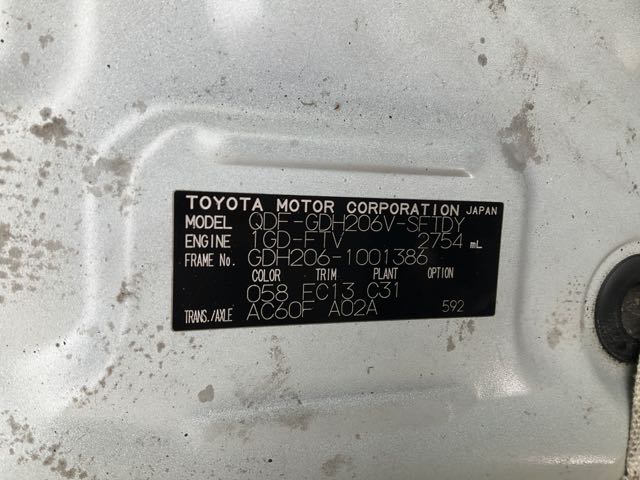 TOYOTA MOTOR CORPORATION JAPAN
MODEL QDF-GDH206V-SFTDY
ENGINE 1GD-FTV 2754 mL
FRAME No. GDH206-1001386
COLOR TRIM PLANT OPTION
058 FC13 C31
TRANS./AXLE AC60F A02A 592